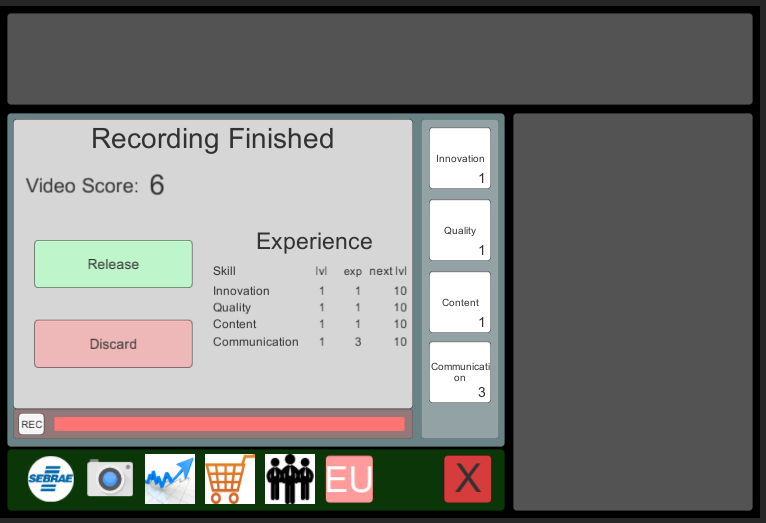 Recording Finished
Video Score: 6
Release
Discard
Experience
Skill lvl exp next lvl
Innovation 1 1 10
Quality 1 1 10
Content 1 1 10
Communication 1 3 10
REC
Innovation
1
Quality
1
Content
1
Communicati
on
3
SEBRAE
EU
X